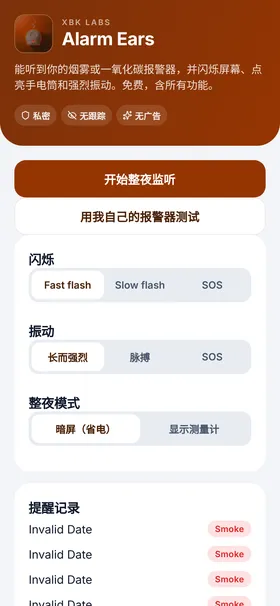 XBK LABS
Alarm Ears
能听到你的烟雾或一氧化碳报警器，并闪烁屏幕、点
亮手电筒和强烈振动。免费，含所有功能。
私密 无跟踪 无广告
开始整夜监听
用我自己的报警器测试
闪烁
Fast flash Slow flash SOS
振动
长而强烈 脉搏 SOS
整夜模式
暗屏（省电） 显示测量计
提醒记录
Invalid Date Smoke
Invalid Date Smoke
Invalid Date Smoke
Invalid Date Smoke